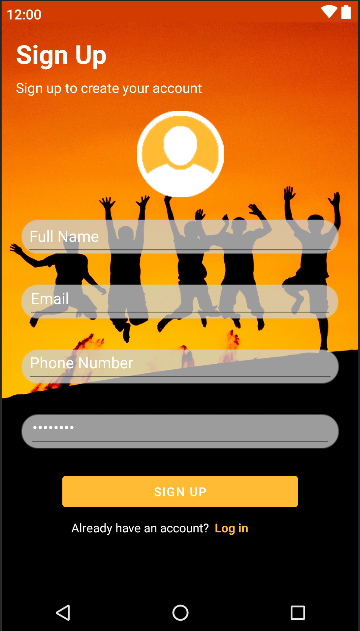 12:00
Sign Up
Sign up to create your account
Full Name
Email
Phone Number
••••••••
SIGN UP
Already have an account? Log in